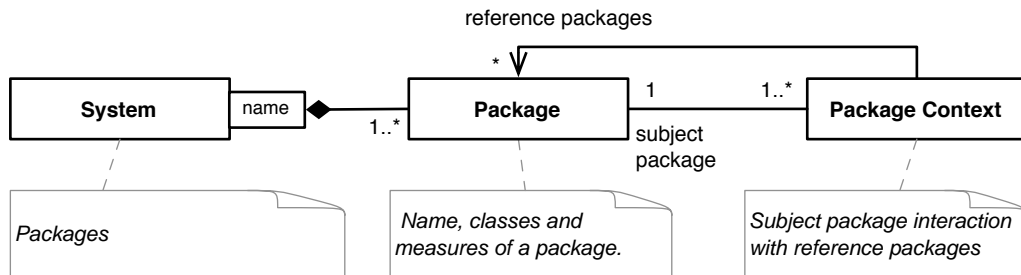 reference packages
*
System
name
1..*
Package
1
subject
package
1..*
Package Context
Packages
Name, classes and
measures of a package.
Subject package interaction
with reference packages